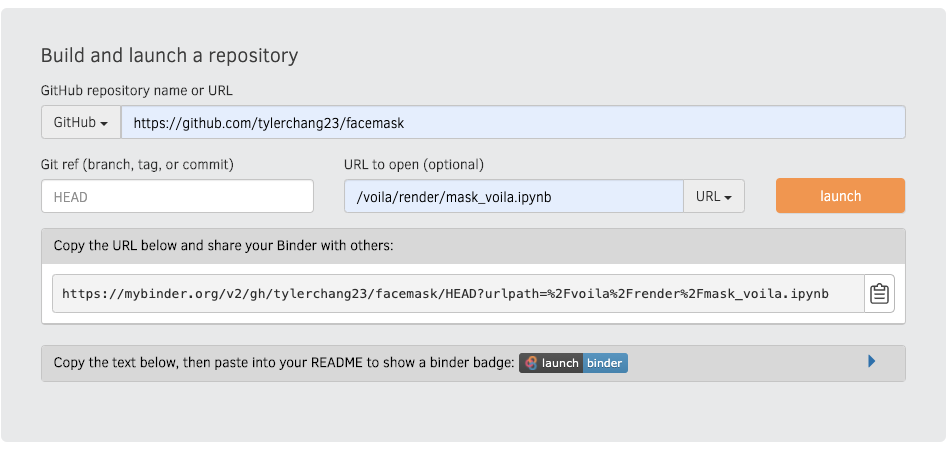 Build and launch a repository
GitHub repository name or URL
GitHub https://github.com/tylerchang23/facemask
Git ref (branch, tag, or commit) URL to open (optional)
HEAD /voila/render/mask_voila.ipynb URL launch
Copy the URL below and share your Binder with others:
https://mybinder.org/v2/gh/tylerchang23/facemask/HEAD?urlpath=%2Fvoila%2Frender%2Fmask_voila.ipynb
Copy the text below, then paste into your README to show a binder badge: launch binder